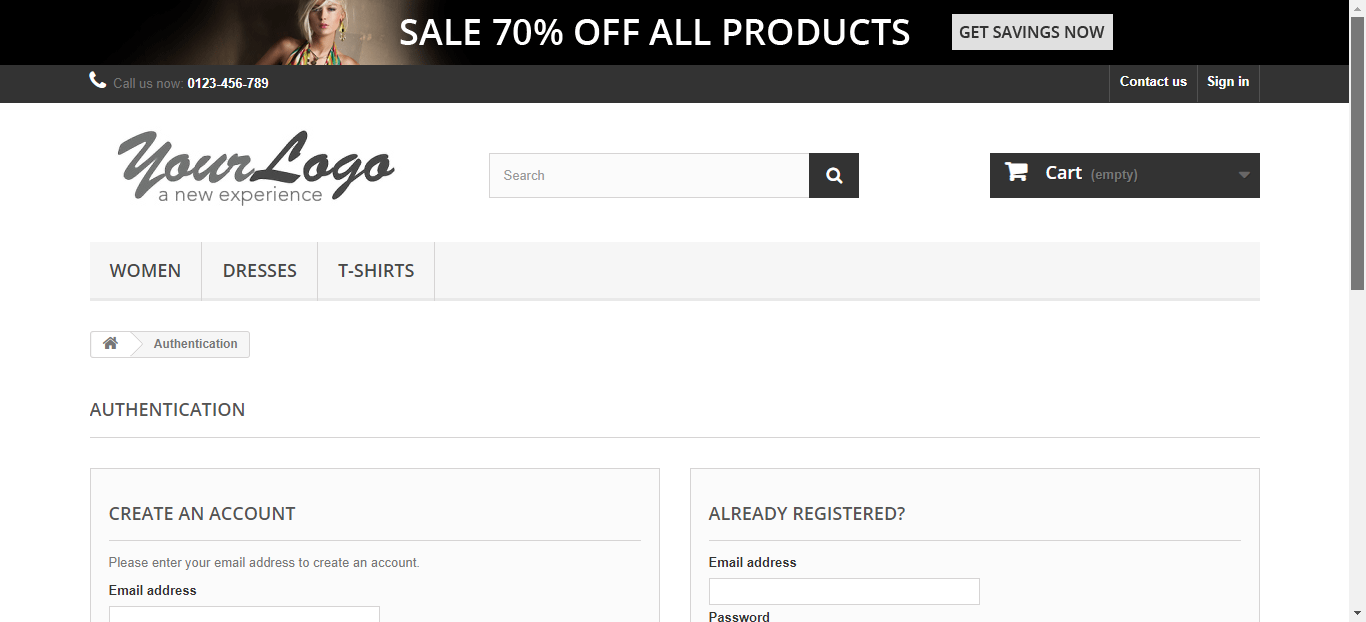 SALE 70% OFF ALL PRODUCTS GET SAVINGS NOW
Call us now: 0123-456-789 Contact us Sign in
YourLogo
a new experience
Search Cart (empty)
WOMEN DRESSES T-SHIRTS
Authentication
AUTHENTICATION
CREATE AN ACCOUNT
Please enter your email address to create an account.
Email address
ALREADY REGISTERED?
Email address
Password